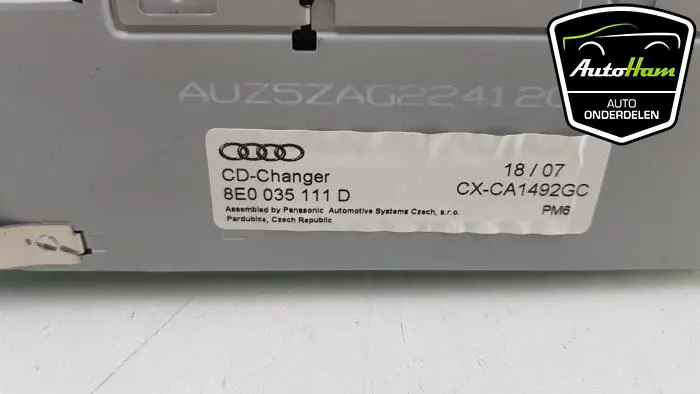 AutoHam
AUTO
ONDERDELEN
AUZ5ZAG224120
CD-Changer
8E0 035 111 D
18 / 07
CX-CA1492GC
Assembled by Panasonic Automotive Systems Czech, s.r.o.
Pardubice, Czech Republic
PM6